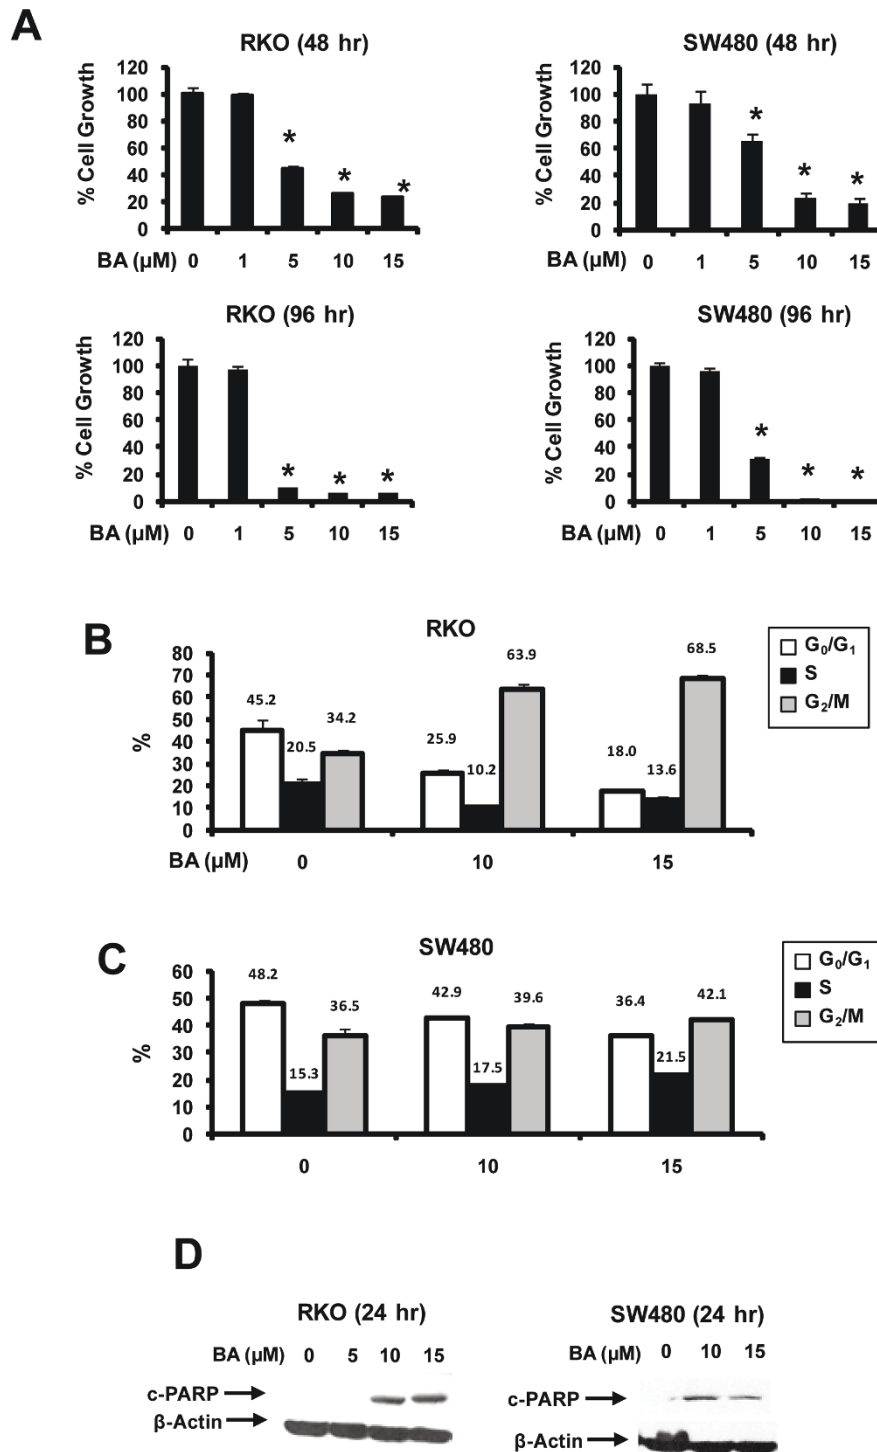 A
RKO (48 hr)
% Cell Growth
120
100
80
60
40
20
0
*
*
*
BA (µM) 0 1 5 10 15
SW480 (48 hr)
% Cell Growth
120
100
80
60
40
20
0
*
*
*
BA (µM) 0 1 5 10 15
RKO (96 hr)
% Cell Growth
120
100
80
60
40
20
0
* * *
BA (µM) 0 1 5 10 15
SW480 (96 hr)
% Cell Growth
120
100
80
60
40
20
0
*
* *
BA (µM) 0 1 5 10 15
B
RKO
%
80
70
60
50
40
30
20
10
0
45.2 20.5 34.2
25.9 10.2 63.9
18.0 13.6 68.5
BA (µM) 0 10 15
G₀/G₁
S
G₂/M
C
SW480
%
60
50
40
30
20
10
0
48.2 15.3 36.5
42.9 17.5 39.6
36.4 21.5 42.1
0 10 15
G₀/G₁
S
G₂/M
D
RKO (24 hr)
BA (µM) 0 5 10 15
c-PARP
β-Actin
SW480 (24 hr)
BA (µM) 0 10 15
c-PARP
β-Actin